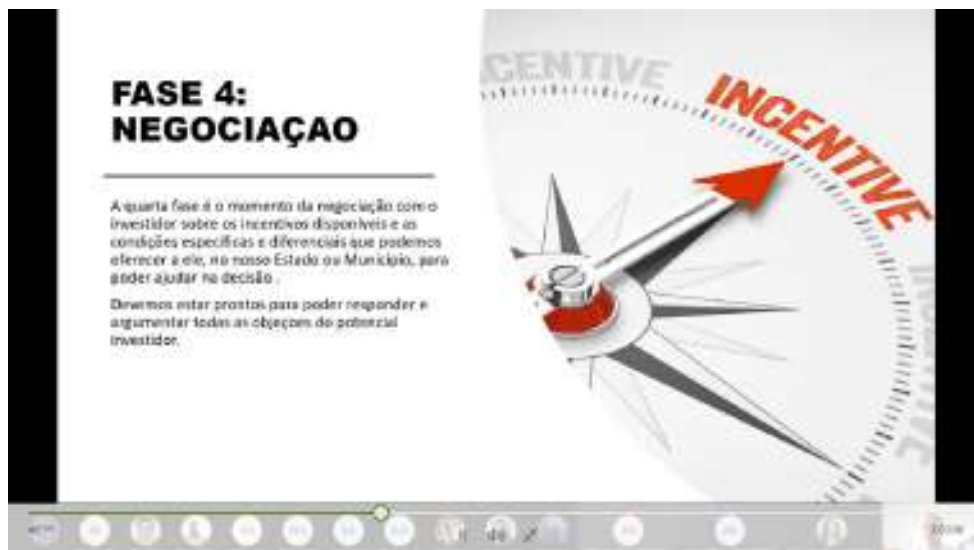 FASE 4:
NEGOCIAÇAO
A quarta fase é o momento da negociação com o
investidor sobre os incentivos disponíveis e as
condições especificas e diferenciais que podemos
oferecer a ele, no nosso Estado ou Município, para
poder ajudar na decisão .
Devemos estar prontos para poder responder e
argumentar todas as objeçoes do potencial
investidor.
CENTIVE
INCENTIVE